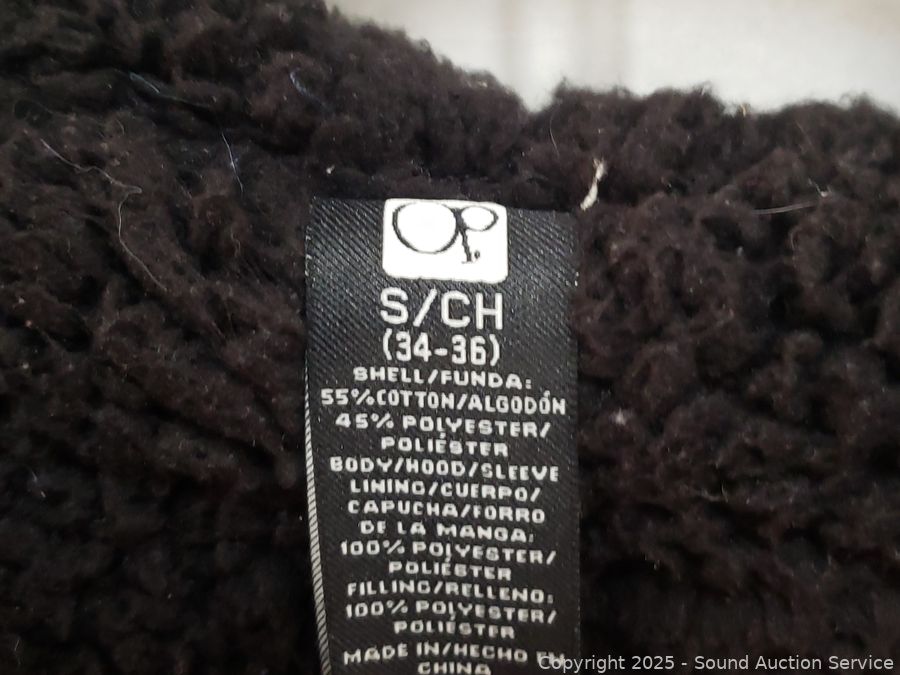 Op.
S/CH
(34-36)
SHELL/FUNDA:
55%COTTON/ALGODÓN
45% POLYESTER/
POLIÉSTER
BODY/HOOD/SLEEVE
LINING/CUERPO/
CAPUCHA/FORRO
DE LA MANGA:
100% POLYESTER/
POLIÉSTER
FILLING/RELLENO:
100% POLYESTER/
POLIÉSTER
MADE IN/HECHO EN
CHINA
Copyright 2025 - Sound Auction Service